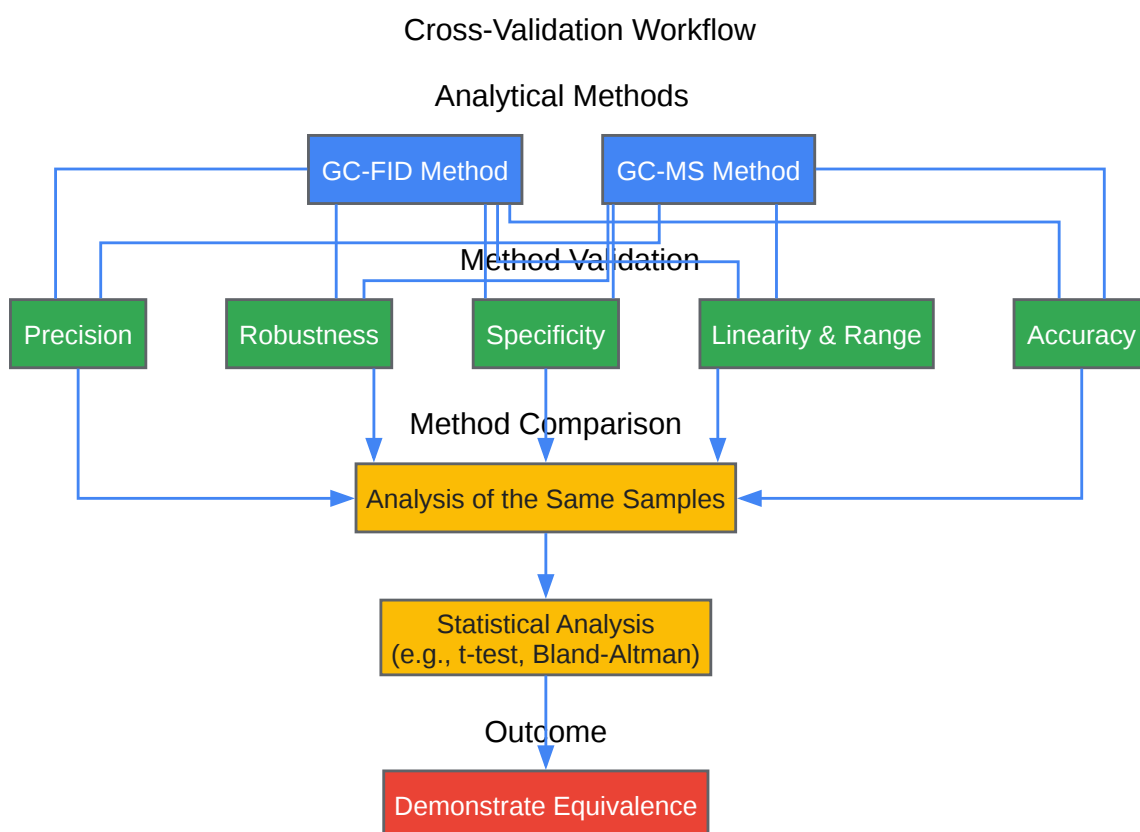 Cross-Validation Workflow
Analytical Methods
GC-FID Method
GC-MS Method
Method Validation
Precision
Robustness
Specificity
Linearity & Range
Accuracy
Method Comparison
Analysis of the Same Samples
Statistical Analysis
(e.g., t-test, Bland-Altman)
Outcome
Demonstrate Equivalence